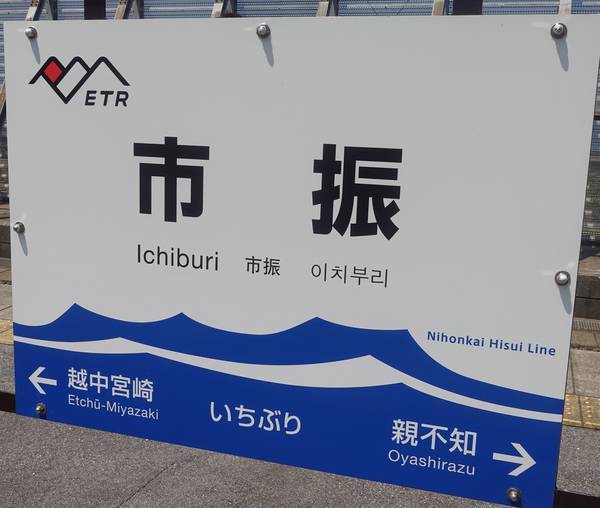 ETR
市振
Ichiburi 市振 이치부리
Nihonkai Hisui Line
← 越中宮崎
Etchū-Miyazaki
いちぶり
親不知 →
Oyashirazu